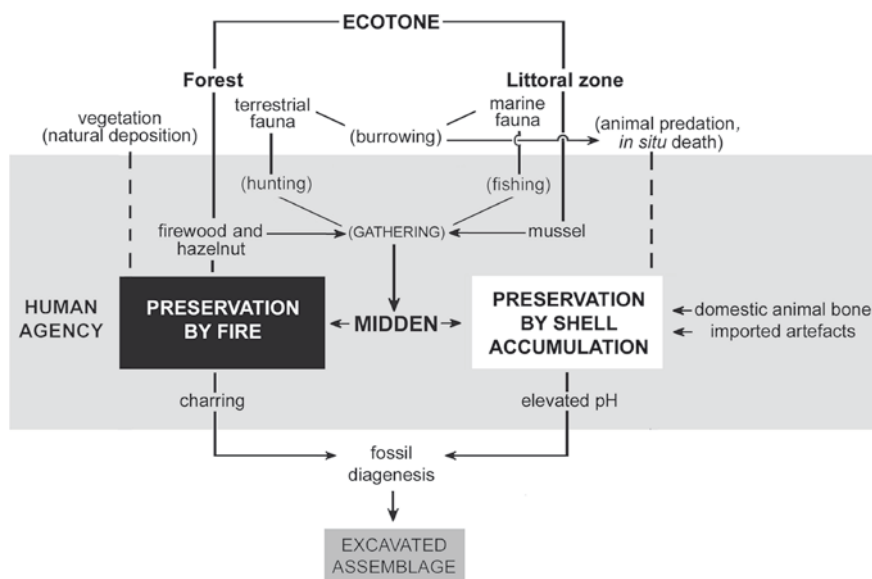 ECOTONE
Forest
Littoral zone
vegetation
(natural deposition)
terrestrial
fauna
(burrowing)
marine
fauna
(animal predation,
in situ death)
(hunting)
(fishing)
firewood and
hazelnut
(GATHERING)
mussel
HUMAN
AGENCY
PRESERVATION
BY FIRE
MIDDEN
PRESERVATION
BY SHELL
ACCUMULATION
domestic animal bone
imported artefacts
charring
elevated pH
fossil
diagenesis
EXCAVATED
ASSEMBLAGE